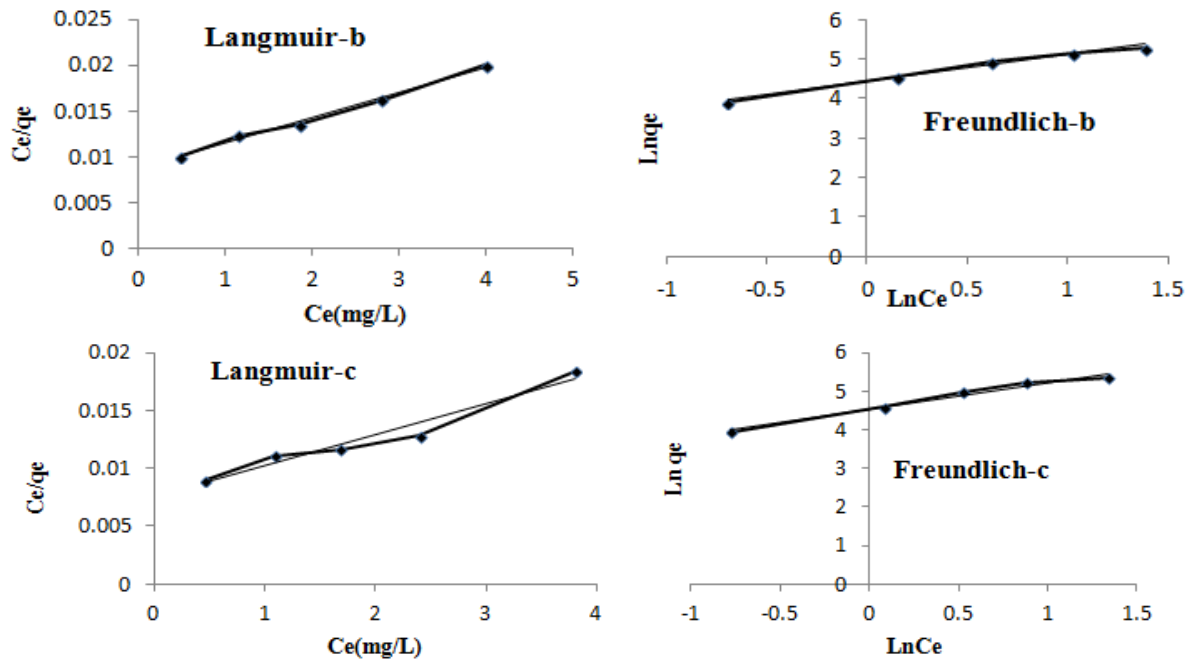 Langmuir-b
Ce/qe
0.025
0.02
0.015
0.01
0.005
0
0 1 2 3 4 5
Ce(mg/L)
Freundlich-b
Lnqe
6
5
4
3
2
1
0
-1 -0.5 0 0.5 1 1.5
LnCe
Langmuir-c
Ce/qe
0.02
0.015
0.01
0.005
0
0 1 2 3 4
Ce(mg/L)
Freundlich-c
Ln qe
6
5
4
3
2
1
0
-1 -0.5 0 0.5 1 1.5
LnCe